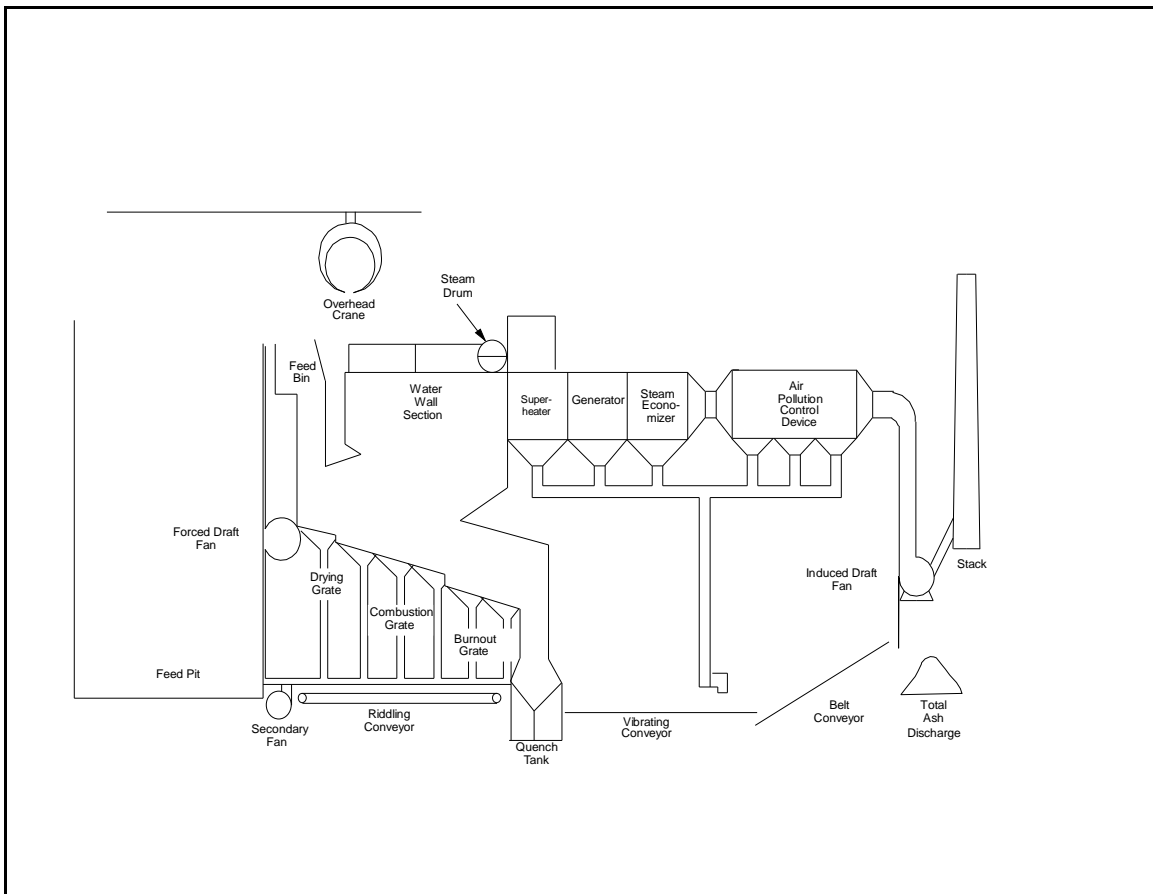 Steam
Drum
Overhead
Crane
Feed
Bin
Water
Wall
Section
Super-
heater
Generator
Steam
Econo-
mizer
Air
Pollution
Control
Device
Forced Draft
Fan
Drying
Grate
Combustion
Grate
Burnout
Grate
Induced Draft
Fan
Stack
Feed Pit
Secondary
Fan
Riddling
Conveyor
Quench
Tank
Vibrating
Conveyor
Belt
Conveyor
Total
Ash
Discharge